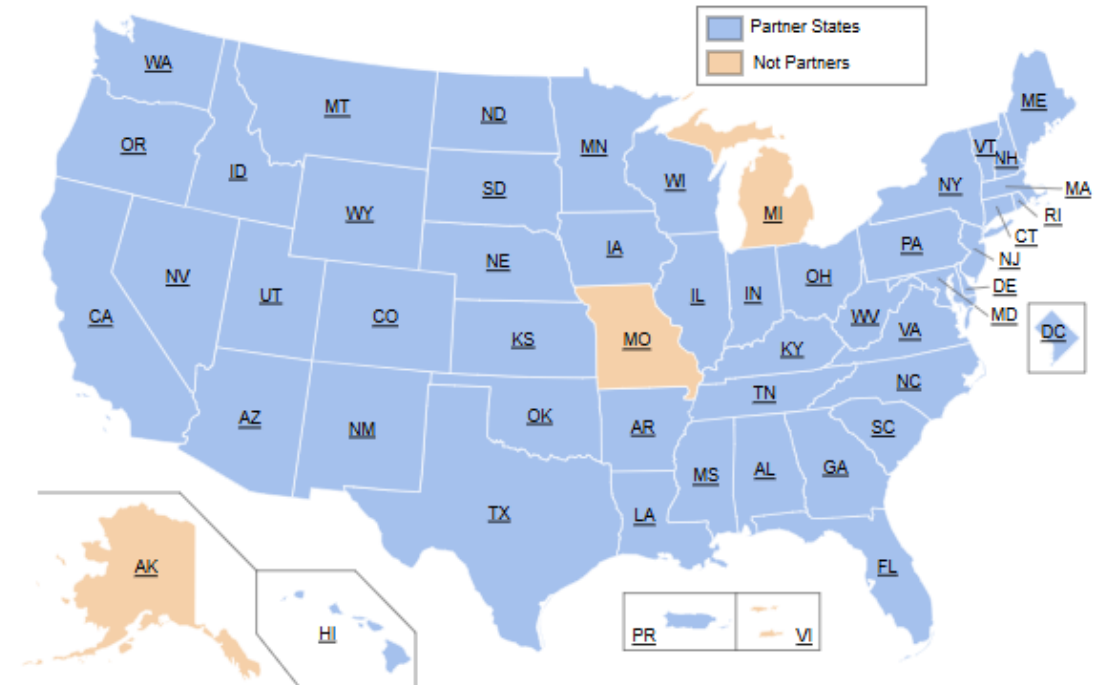 Partner States
Not Partners
WA
MT
ND
MN
ME
OR
ID
VT
NH
SD
WI
NY
MA
WY
MI
RI
CT
IA
PA
NJ
NE
NV
UT
OH
IL
IN
DE
CO
CA
MD
WV
VA
DC
KS
MO
KY
NC
TN
AZ
OK
NM
AR
SC
MS
AL
GA
TX
LA
AK
FL
HI
PR
VI